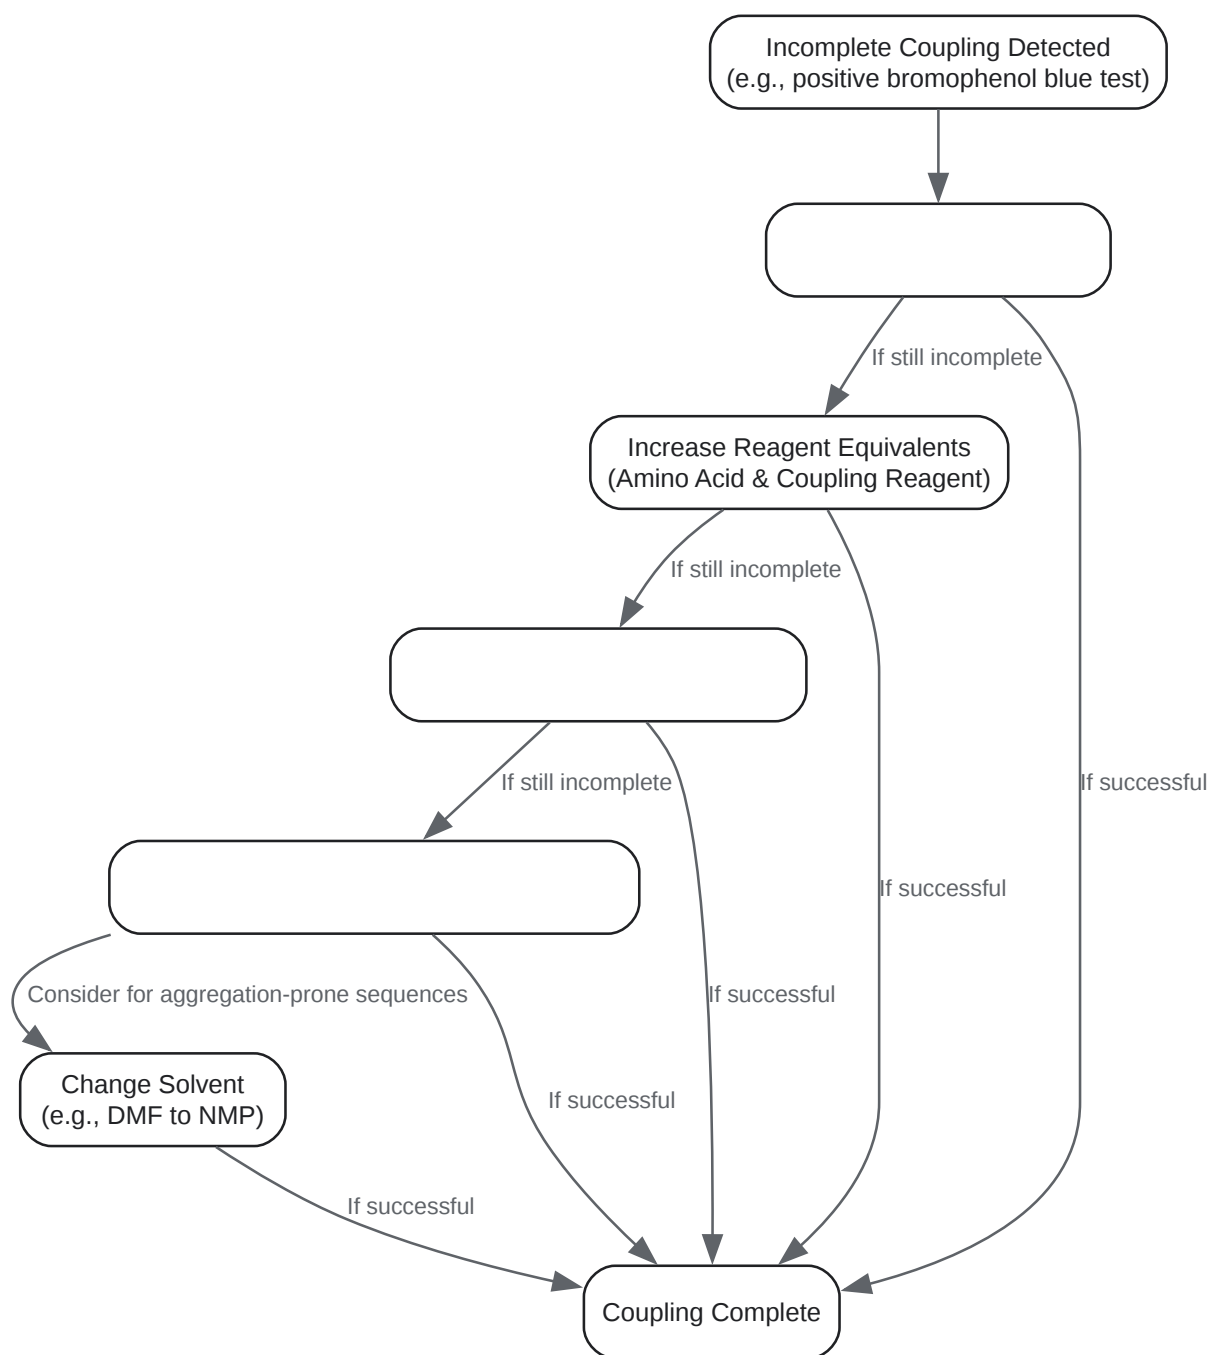 Incomplete Coupling Detected
(e.g., positive bromophenol blue test)
If still incomplete
Increase Reagent Equivalents
(Amino Acid & Coupling Reagent)
If still incomplete
If still incomplete
If successful
If successful
Consider for aggregation-prone sequences
If successful
Change Solvent
(e.g., DMF to NMP)
If successful
If successful
Coupling Complete